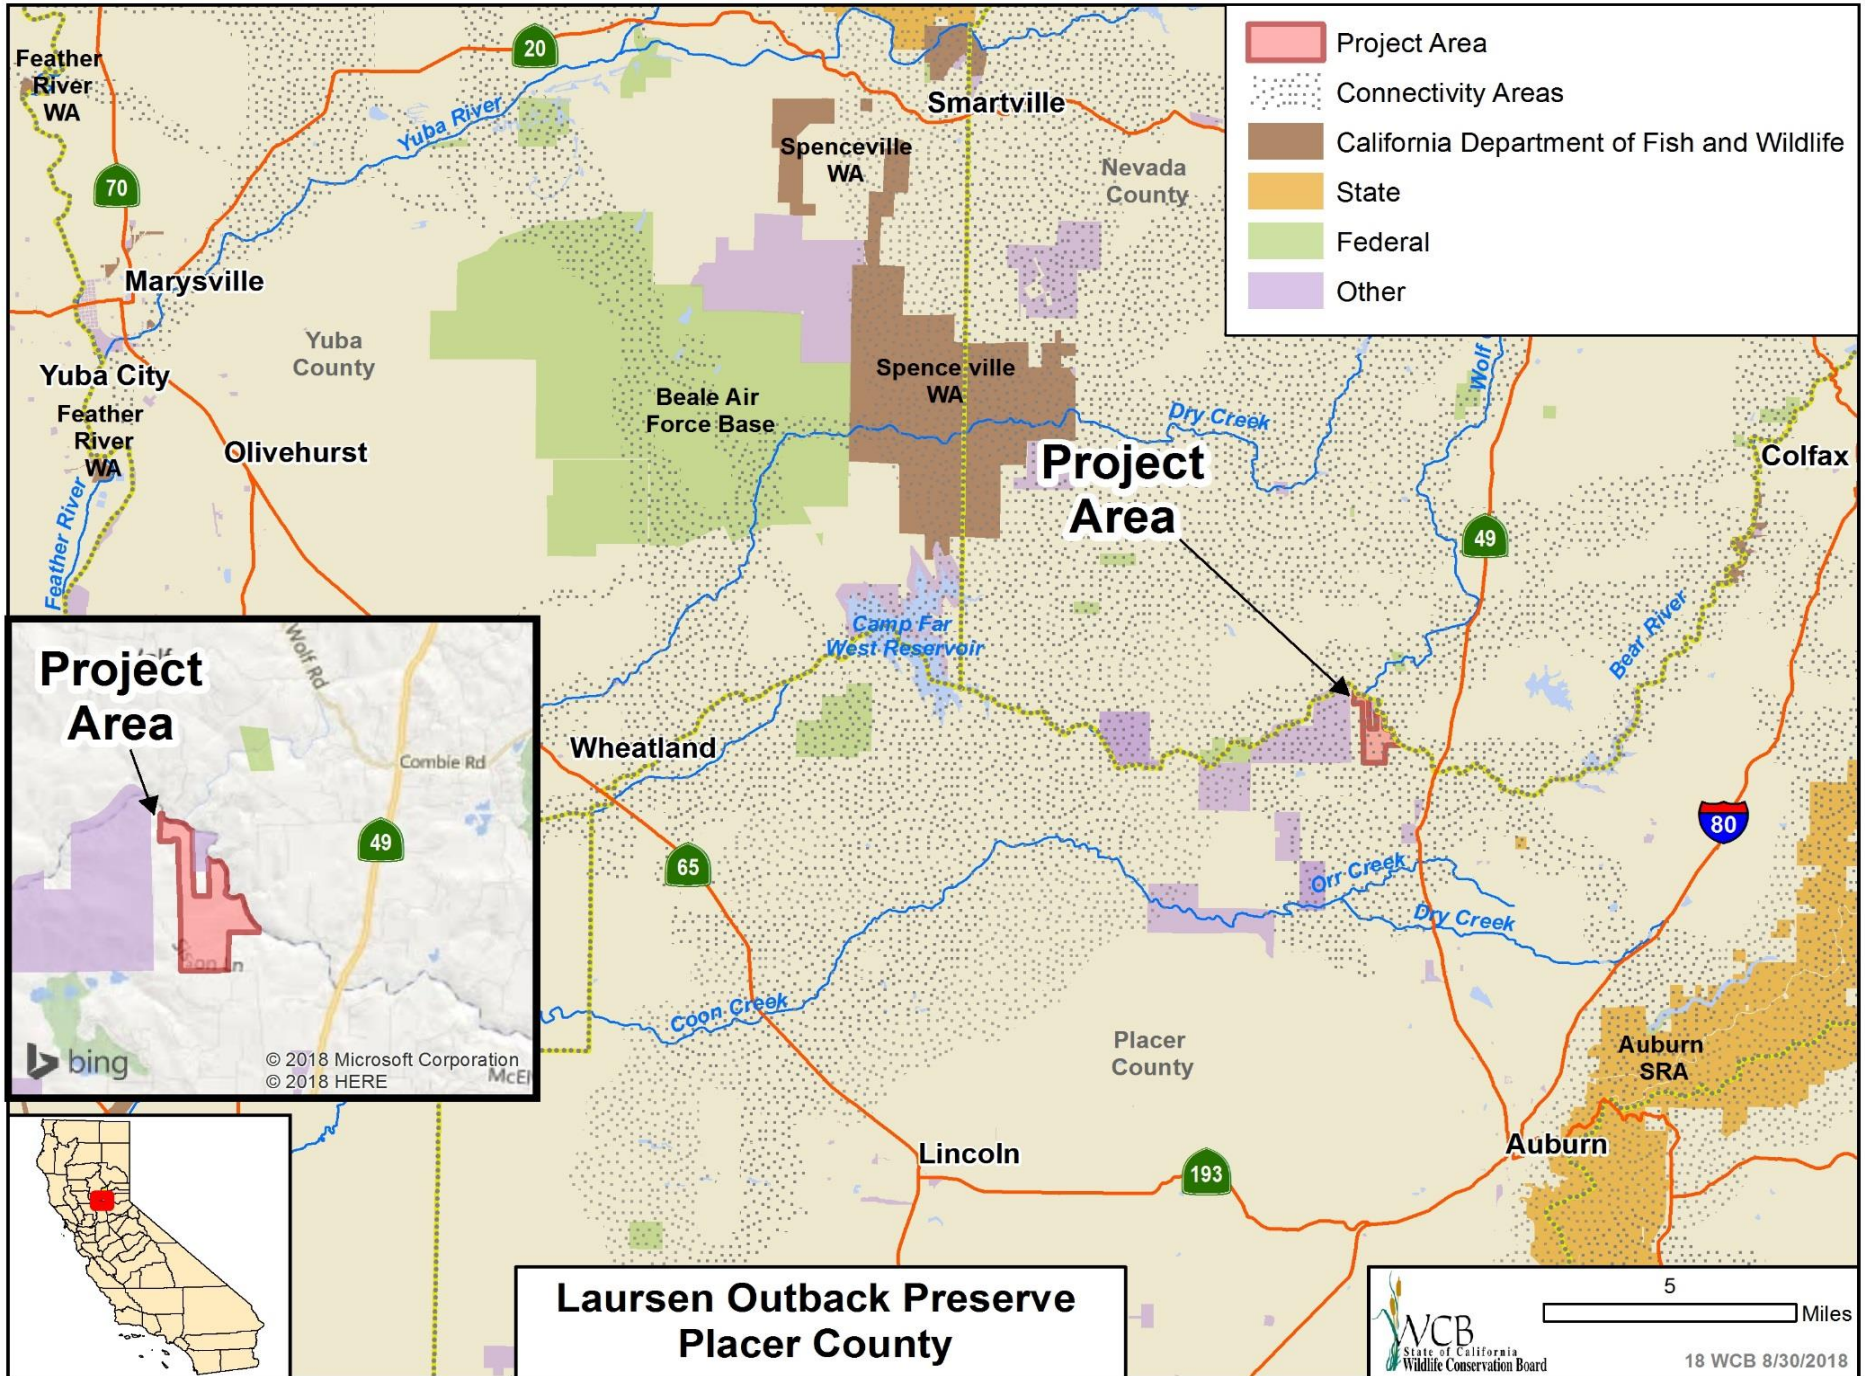 Feather
River
WA
20
Yuba River
Smartville
Spenceville
WA
Nevada
County
70
Marysville
Yuba
County
Yuba City
Feather
River
WA
Olivehurst
Feather River
Beale Air
Force Base
Spenceville
WA
Dry Creek
Project
Area
Wolf
49
Colfax
Bear River
Camp Far
West Reservoir
Wheatland
65
80
Orr Creek
Dry Creek
Coon Creek
Placer
County
Auburn
SRA
Lincoln
193
Auburn
Project Area
Connectivity Areas
California Department of Fish and Wildlife
State
Federal
Other
Project
Area
Wolf Rd
Combie Rd
49
bing
© 2018 Microsoft Corporation
© 2018 HERE
McEl
Laursen Outback Preserve
Placer County
5
Miles
WCB
State of California
Wildlife Conservation Board
18 WCB 8/30/2018